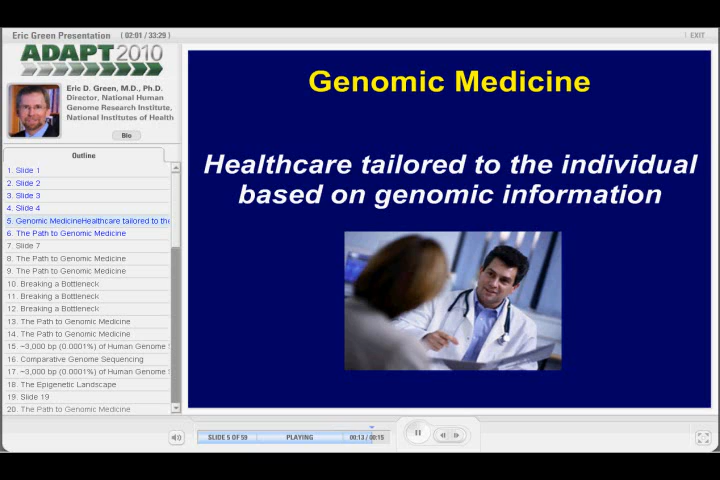 Eric Green Presentation ( 02:01 / 33:29 )
EXIT
ADAPT 2010
Eric D. Green, M.D., Ph.D.
Director, National Human
Genome Research Institute,
National Institutes of Health
Bio
Outline
1. Slide 1
2. Slide 2
3. Slide 3
4. Slide 4
5. Genomic MedicineHealthcare tailored to the
6. The Path to Genomic Medicine
7. Slide 7
8. The Path to Genomic Medicine
9. The Path to Genomic Medicine
10. Breaking a Bottleneck
11. Breaking a Bottleneck
12. Breaking a Bottleneck
13. The Path to Genomic Medicine
14. The Path to Genomic Medicine
15. ~3,000 bp (0.0001%) of Human Genome
16. Comparative Genome Sequencing
17. ~3,000 bp (0.0001%) of Human Genome
18. The Epigenetic Landscape
19. Slide 19
20. The Path to Genomic Medicine
Genomic Medicine
Healthcare tailored to the individual
based on genomic information
SLIDE 5 OF 59 PLAYING 00:13 / 00:15